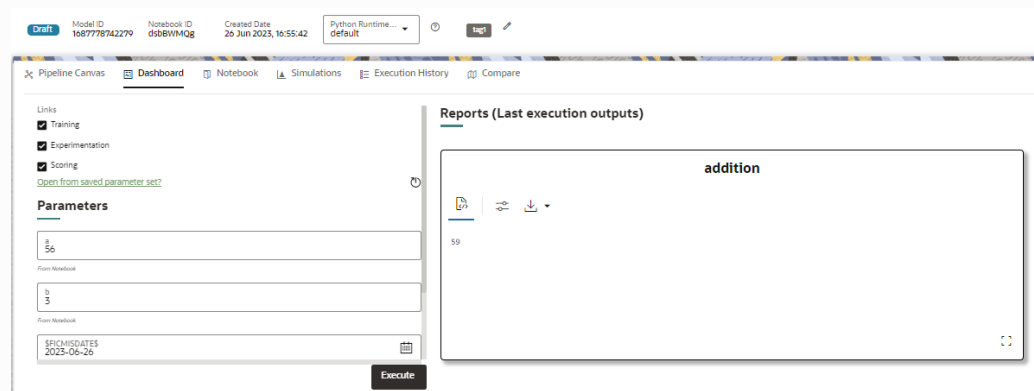 Draft
Model ID
1687778742279
Notebook ID
dsbBWMQg
Created Date
26 Jun 2023, 16:55:42
Python Runtime...
default
tag1
Pipeline Canvas
Dashboard
Notebook
Simulations
Execution History
Compare
Links
Training
Experimentation
Scoring
Open from saved parameter set?
Parameters
a
56
From Notebook
b
3
From Notebook
$FICMISDATE$
2023-06-26
Execute
Reports (Last execution outputs)
addition
59